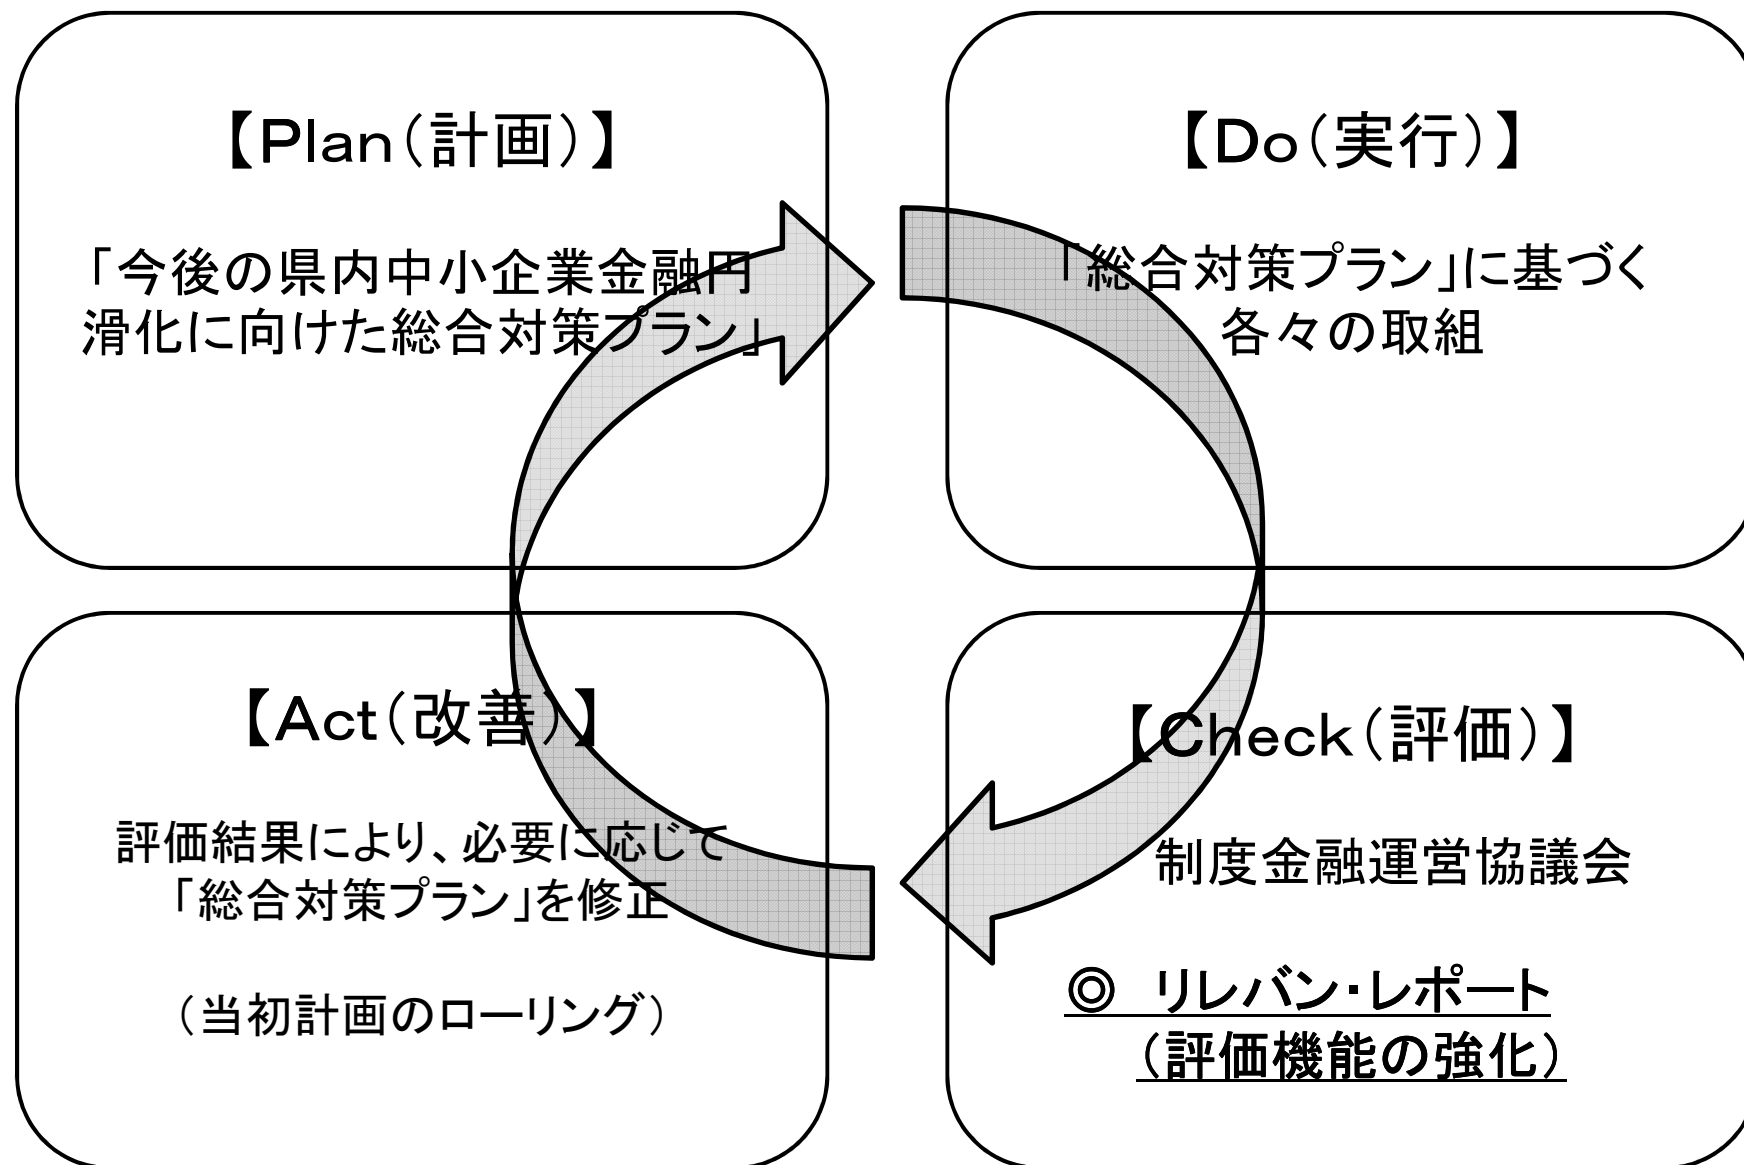 【Plan(計画)】
「今後の県内中小企業金融円
滑化に向けた総合対策プラン」
【Do(実行)】
「総合対策プラン」に基づく
各々の取組
【Act(改善)】
評価結果により、必要に応じて
「総合対策プラン」を修正
(当初計画のローリング)
【Check(評価)】
制度金融運営協議会
◎ リレバン・レポート
(評価機能の強化)